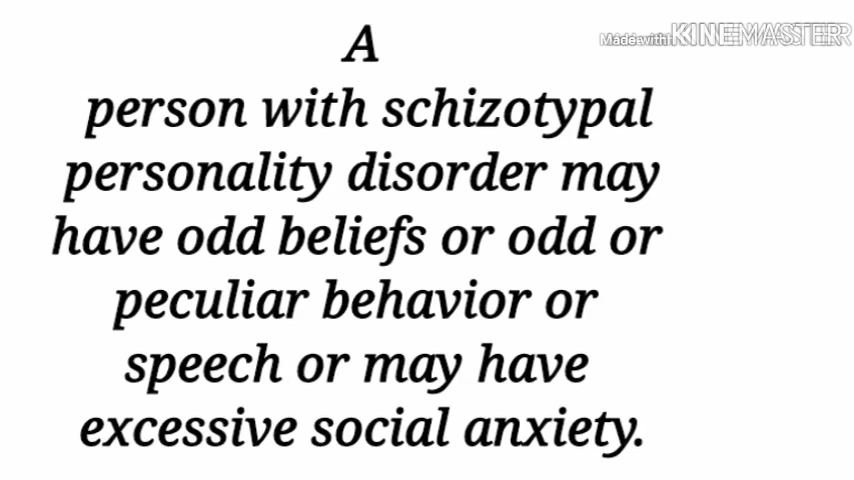 Made with KINEMASTER
A
person with schizotypal
personality disorder may
have odd beliefs or odd or
peculiar behavior or
speech or may have
excessive social anxiety.